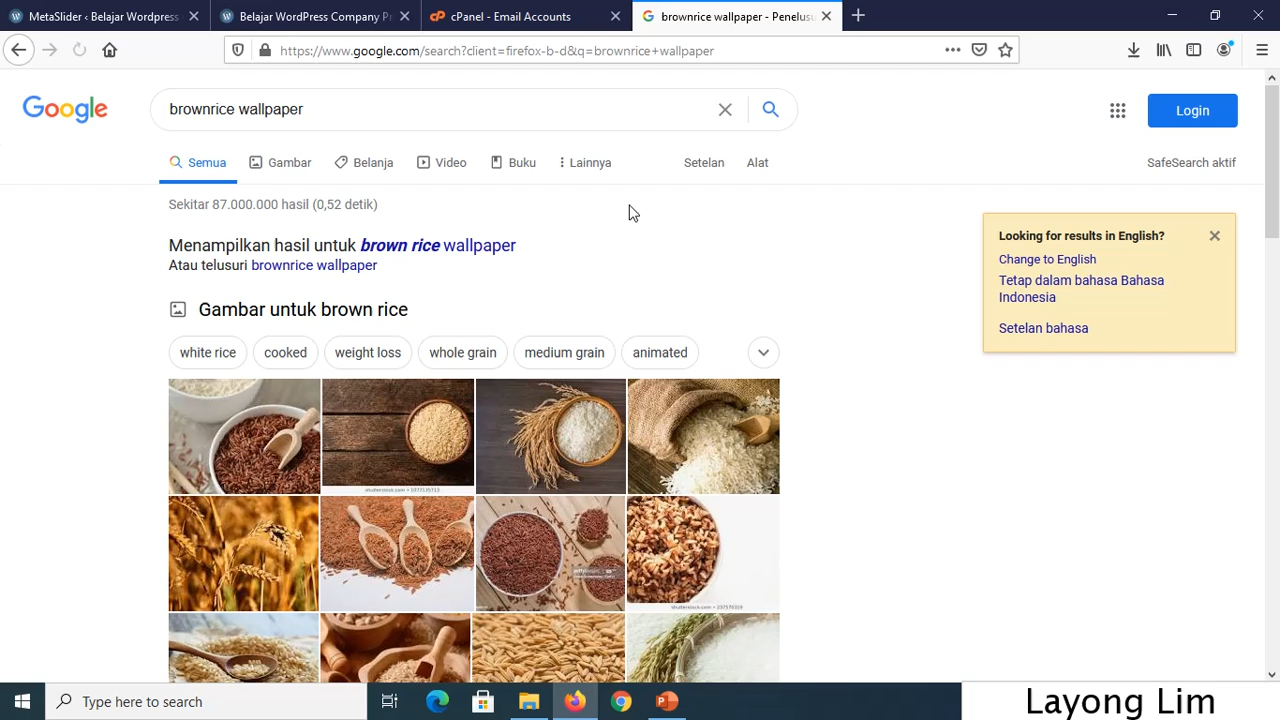 MetaSlider ‹ Belajar Wordpress
Belajar WordPress Company Pr
cPanel - Email Accounts
brownrice wallpaper - Penelusu
https://www.google.com/search?client=firefox-b-d&q=brownrice+wallpaper
Google
brownrice wallpaper
Login
Semua
Gambar
Belanja
Video
Buku
Lainnya
Setelan
Alat
SafeSearch aktif
Sekitar 87.000.000 hasil (0,52 detik)
Menampilkan hasil untuk brown rice wallpaper
Atau telusuri brownrice wallpaper
Looking for results in English?
Change to English
Tetap dalam bahasa Bahasa
Indonesia
Setelan bahasa
Gambar untuk brown rice
white rice
cooked
weight loss
whole grain
medium grain
animated
Type here to search
Layong Lim